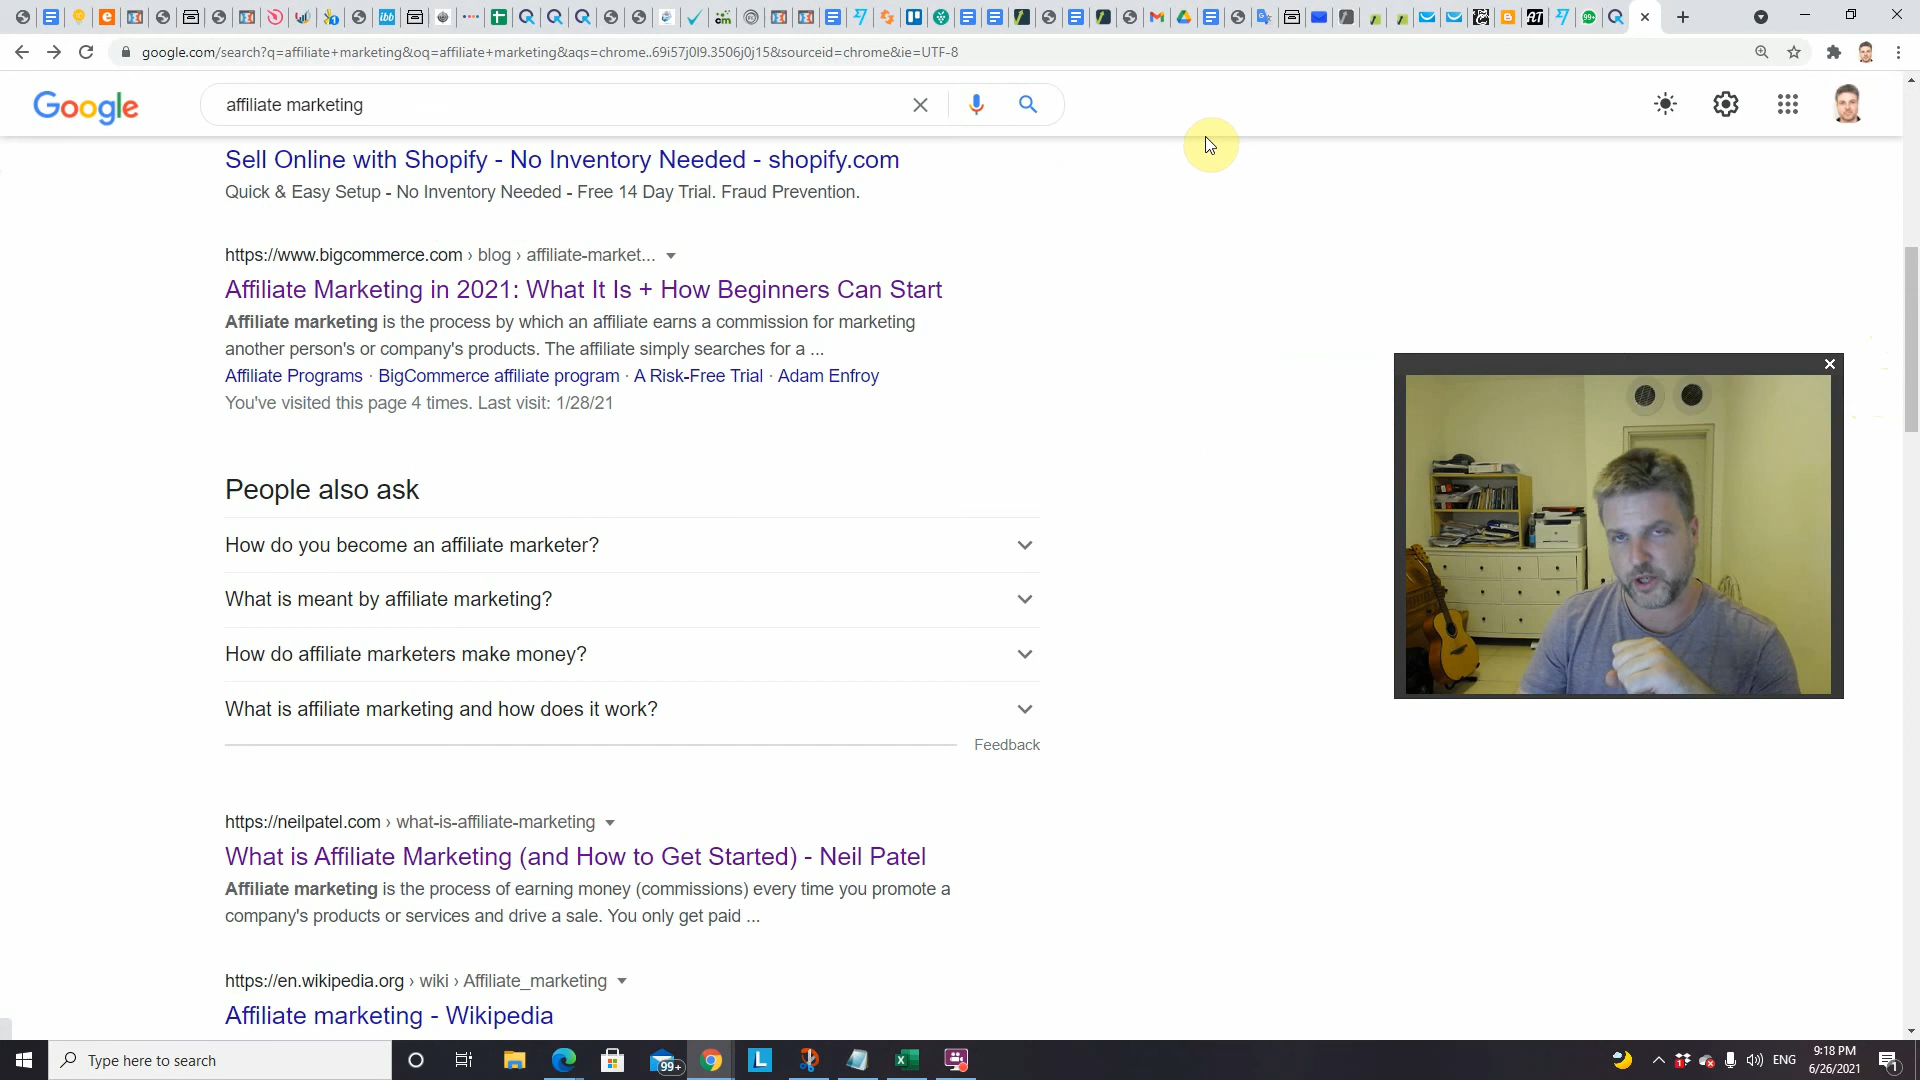 google.com/search?q=affiliate+marketing&oq=affiliate+marketing&aqs=chrome..69i57j0l9.3506j0j15&sourceid=chrome&ie=UTF-8
Google
affiliate marketing
Sell Online with Shopify - No Inventory Needed - shopify.com
Quick & Easy Setup - No Inventory Needed - Free 14 Day Trial. Fraud Prevention.
https://www.bigcommerce.com › blog › affiliate-market...
Affiliate Marketing in 2021: What It Is + How Beginners Can Start
Affiliate marketing is the process by which an affiliate earns a commission for marketing
another person's or company's products. The affiliate simply searches for a ...
Affiliate Programs · BigCommerce affiliate program · A Risk-Free Trial · Adam Enfroy
You've visited this page 4 times. Last visit: 1/28/21
People also ask
How do you become an affiliate marketer?
What is meant by affiliate marketing?
How do affiliate marketers make money?
What is affiliate marketing and how does it work?
Feedback
https://neilpatel.com › what-is-affiliate-marketing
What is Affiliate Marketing (and How to Get Started) - Neil Patel
Affiliate marketing is the process of earning money (commissions) every time you promote a
company's products or services and drive a sale. You only get paid ...
https://en.wikipedia.org › wiki › Affiliate_marketing
Affiliate marketing - Wikipedia
Type here to search
99+
L
ENG
9:18 PM
6/26/2021
1